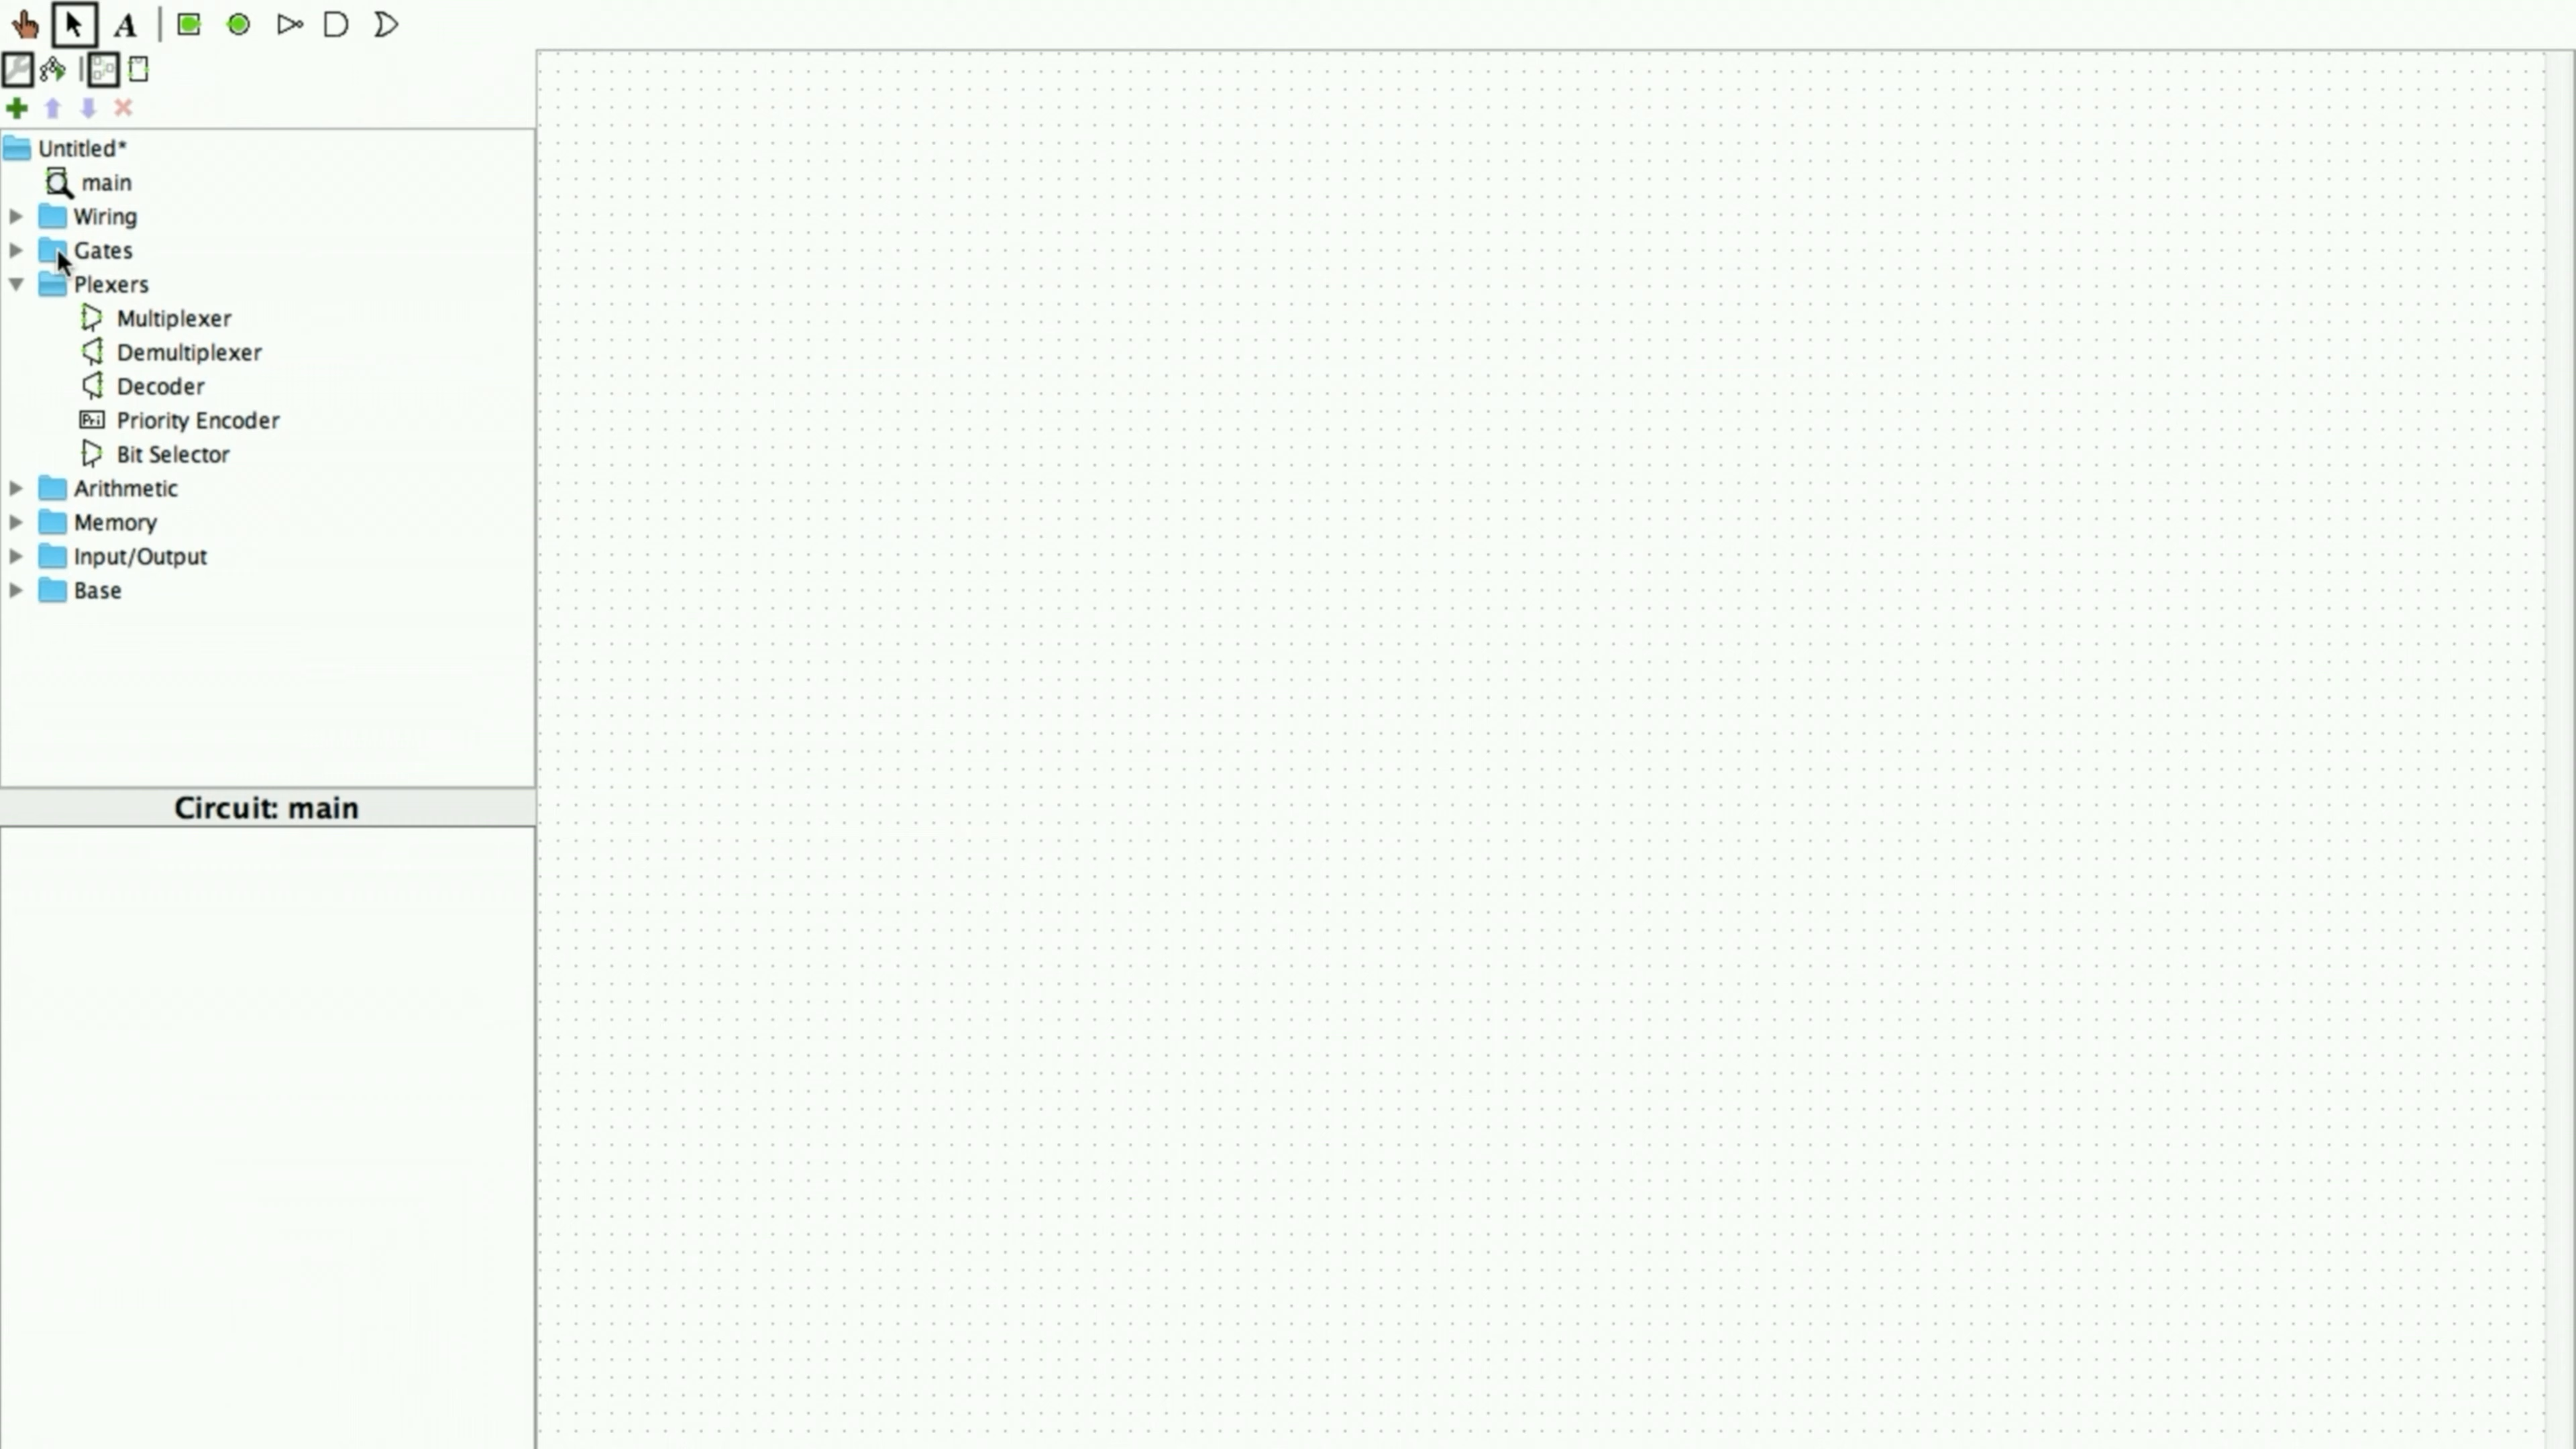 A
Untitled*
main
Wiring
Gates
Plexers
Multiplexer
Demultiplexer
Decoder
Pri Priority Encoder
Bit Selector
Arithmetic
Memory
Input/Output
Base
Circuit: main